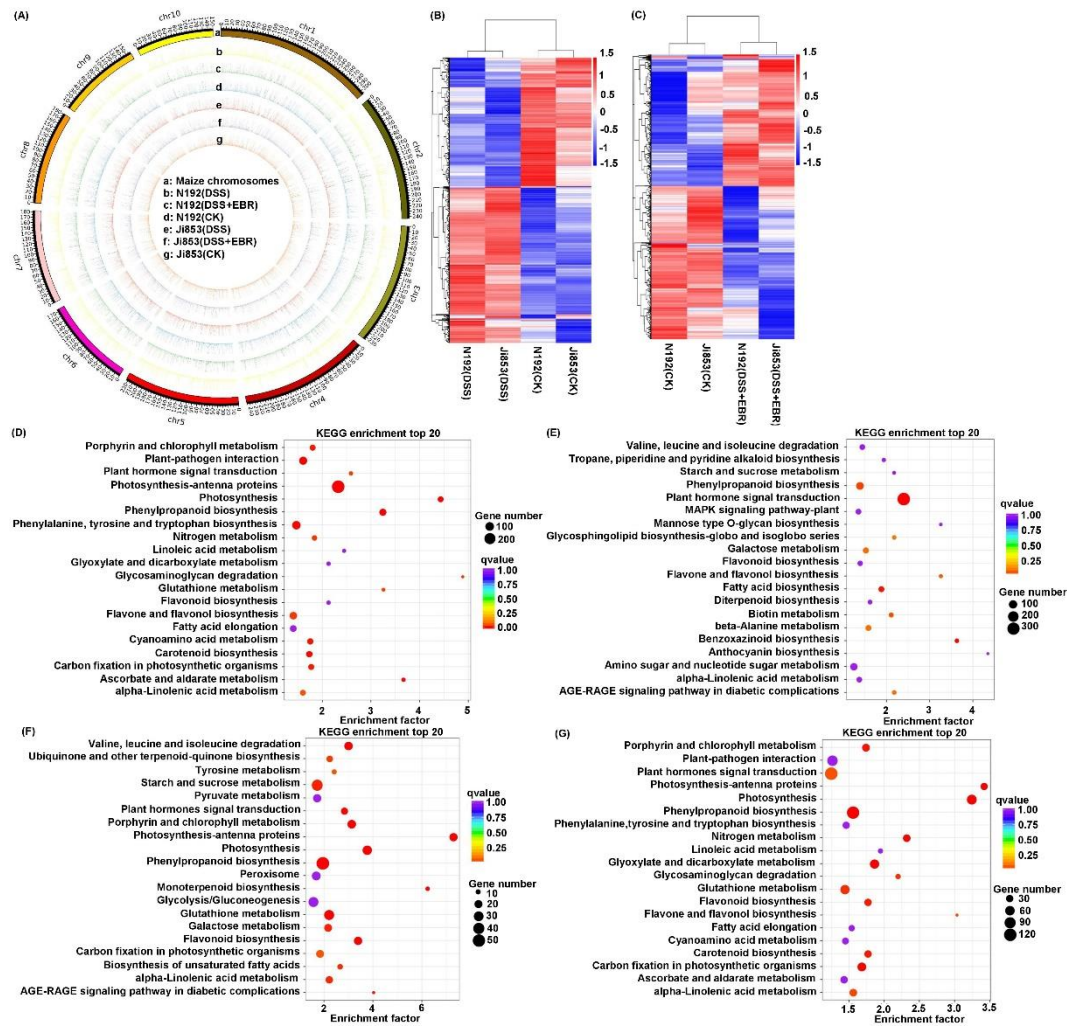 (A)
chr10
chr1
chr9
chr2
chr8
chr3
chr7
chr6
chr4
chr5
a
b
c
d
e
f
g
a: Maize chromosomes
b: N192(DSS)
c: N192(DSS+EBR)
d: N192(CK)
e: Ji853(DSS)
f: Ji853(DSS+EBR)
g: Ji853(CK)
(B)
1.5
1
0.5
0
-0.5
-1
-1.5
N192(DSS)
Ji853(DSS)
N192(CK)
Ji853(CK)
(C)
1.5
1
0.5
0
-0.5
-1
-1.5
N192(CK)
Ji853(CK)
N192(DSS+EBR)
Ji853(DSS+EBR)
(D)
KEGG enrichment top 20
Porphyrin and chlorophyll metabolism
Plant-pathogen interaction
Plant hormone signal transduction
Photosynthesis-antenna proteins
Photosynthesis
Phenylpropanoid biosynthesis
Phenylalanine, tyrosine and tryptophan biosynthesis
Nitrogen metabolism
Linoleic acid metabolism
Glyoxylate and dicarboxylate metabolism
Glycosaminoglycan degradation
Glutathione metabolism
Flavonoid biosynthesis
Flavone and flavonol biosynthesis
Fatty acid elongation
Cyanoamino acid metabolism
Carotenoid biosynthesis
Carbon fixation in photosynthetic organisms
Ascorbate and aldarate metabolism
alpha-Linolenic acid metabolism
2 3 4 5
Enrichment factor
Gene number
100
200
qvalue
1.00
0.75
0.50
0.25
0.00
(E)
KEGG enrichment top 20
Valine, leucine and isoleucine degradation
Tropane, piperidine and pyridine alkaloid biosynthesis
Starch and sucrose metabolism
Phenylpropanoid biosynthesis
Plant hormone signal transduction
MAPK signaling pathway-plant
Mannose type O-glycan biosynthesis
Glycosphingolipid biosynthesis-globo and isoglobo series
Galactose metabolism
Flavonoid biosynthesis
Flavone and flavonol biosynthesis
Fatty acid biosynthesis
Diterpenoid biosynthesis
Biotin metabolism
beta-Alanine metabolism
Benzoxazinoid biosynthesis
Anthocyanin biosynthesis
Amino sugar and nucleotide sugar metabolism
alpha-Linolenic acid metabolism
AGE-RAGE signaling pathway in diabetic complications
1 2 3 4
Enrichment factor
qvalue
1.00
0.75
0.50
0.25
Gene number
100
200
300
(F)
KEGG enrichment top 20
Valine, leucine and isoleucine degradation
Ubiquinone and other terpenoid-quinone biosynthesis
Tyrosine metabolism
Starch and sucrose metabolism
Pyruvate metabolism
Plant hormones signal transduction
Porphyrin and chlorophyll metabolism
Photosynthesis-antenna proteins
Photosynthesis
Phenylpropanoid biosynthesis
Peroxisome
Monoterpenoid biosynthesis
Glycolysis/Gluconeogenesis
Glutathione metabolism
Galactose metabolism
Flavonoid biosynthesis
Carbon fixation in photosynthetic organisms
Biosynthesis of unsaturated fatty acids
alpha-Linolenic acid metabolism
AGE-RAGE signaling pathway in diabetic complications
2 4 6
Enrichment factor
qvalue
1.00
0.75
0.50
0.25
Gene number
10
20
30
40
50
(G)
KEGG enrichment top 20
Porphyrin and chlorophyll metabolism
Plant-pathogen interaction
Plant hormones signal transduction
Photosynthesis-antenna proteins
Photosynthesis
Phenylpropanoid biosynthesis
Phenylalanine,tyrosine and tryptophan biosynthesis
Nitrogen metabolism
Linoleic acid metabolism
Glyoxylate and dicarboxylate metabolism
Glycosaminoglycan degradation
Glutathione metabolism
Flavonoid biosynthesis
Flavone and flavonol biosynthesis
Fatty acid elongation
Cyanoamino acid metabolism
Carotenoid biosynthesis
Carbon fixation in photosynthetic organisms
Ascorbate and aldarate metabolism
alpha-Linolenic acid metabolism
1.5 2.0 2.5 3.0 3.5
Enrichment factor
qvalue
1.00
0.75
0.50
0.25
Gene number
30
60
90
120